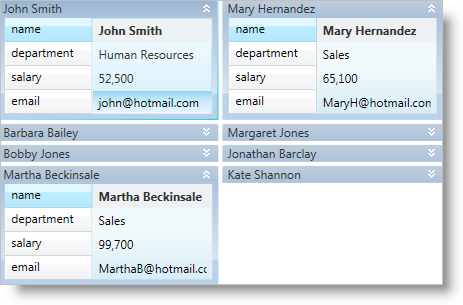 John Smith
name John Smith
department Human Resources
salary 52,500
email john@hotmail.com
Mary Hernandez
name Mary Hernandez
department Sales
salary 65,100
email MaryH@hotmail.con
Barbara Bailey
Margaret Jones
Bobby Jones
Jonathan Barclay
Martha Beckinsale
name Martha Beckinsale
department Sales
salary 99,700
email MarthaB@hotmail.cc
Kate Shannon